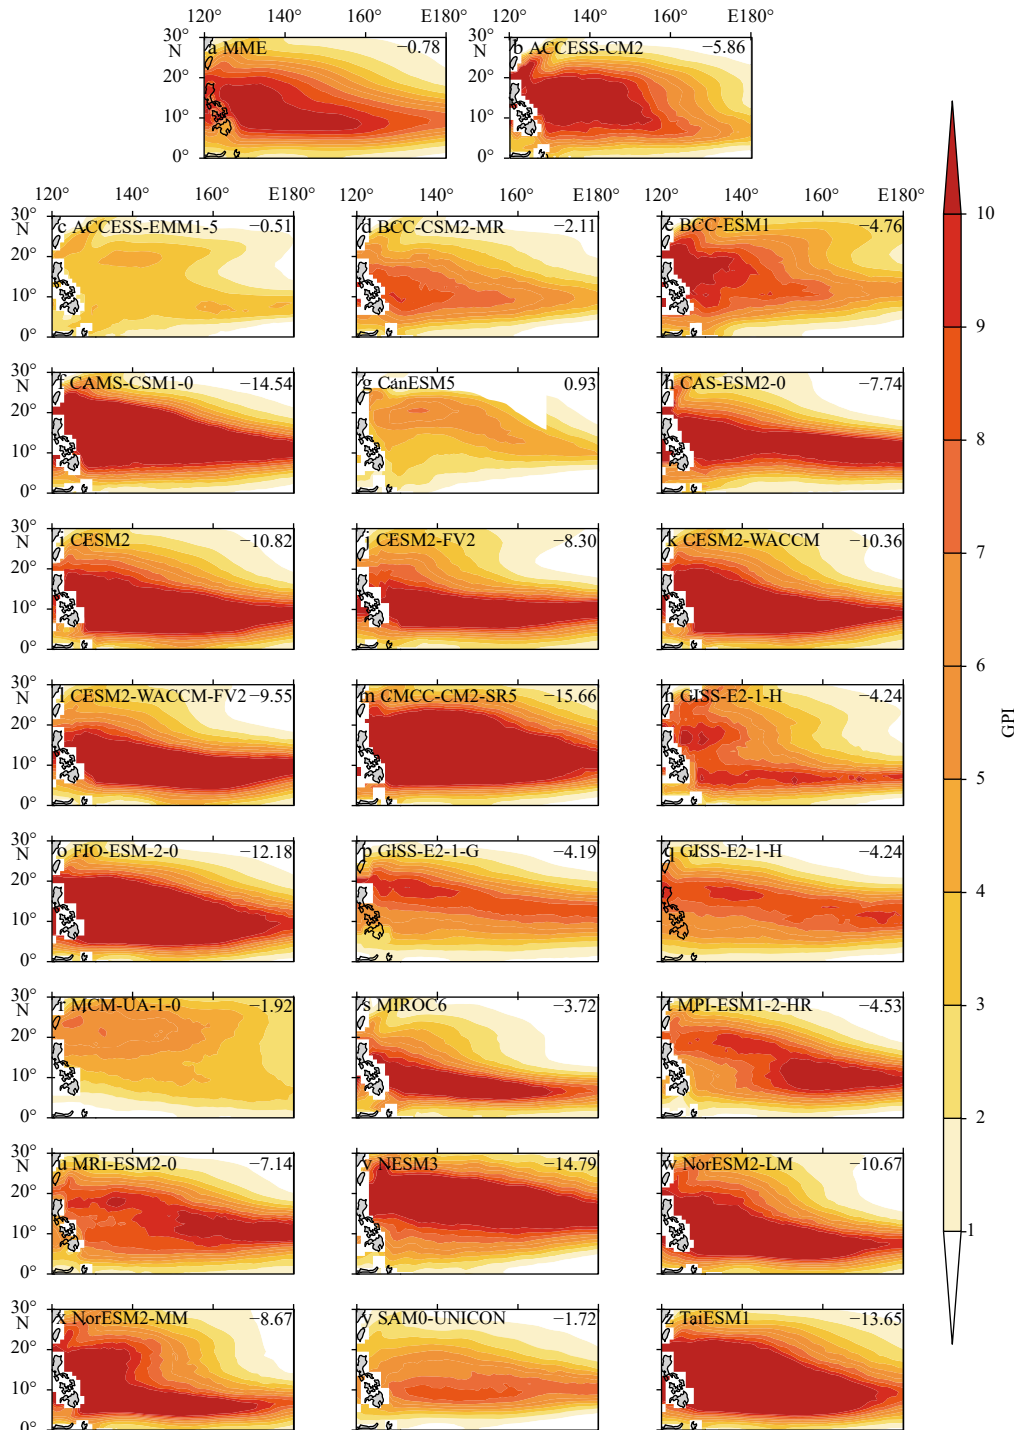 120° 140° 160° E180° 120° 140° 160° E180°
30° N 20° 10° 0° a MME −0.78
30° N 20° 10° 0° b ACCESS-CM2 −5.86
120° 140° 160° E180° 120° 140° 160° E180° 120° 140° 160° E180°
30° N 20° 10° 0° c ACCESS-EMM1-5 −0.51
d BCC-CSM2-MR −2.11
e BCC-ESM1 −4.76
30° N 20° 10° 0° f CAMS-CSM1-0 −14.54
g CanESM5 0.93
h CAS-ESM2-0 −7.74
30° N 20° 10° 0° i CESM2 −10.82
j CESM2-FV2 −8.30
k CESM2-WACCM −10.36
30° N 20° 10° 0° l CESM2-WACCM-FV2 −9.55
m CMCC-CM2-SR5 −15.66
n GISS-E2-1-H −4.24
30° N 20° 10° 0° o FIO-ESM-2-0 −12.18
p GISS-E2-1-G −4.19
q GISS-E2-1-H −4.24
30° N 20° 10° 0° r MCM-UA-1-0 −1.92
s MIROC6 −3.72
t MPI-ESM1-2-HR −4.53
30° N 20° 10° 0° u MRI-ESM2-0 −7.14
v NESM3 −14.79
w NorESM2-LM −10.67
30° N 20° 10° 0° x NorESM2-MM −8.67
y SAM0-UNICON −1.72
z TaiESM1 −13.65
10
9
8
7
6
5
4
3
2
1
GPI